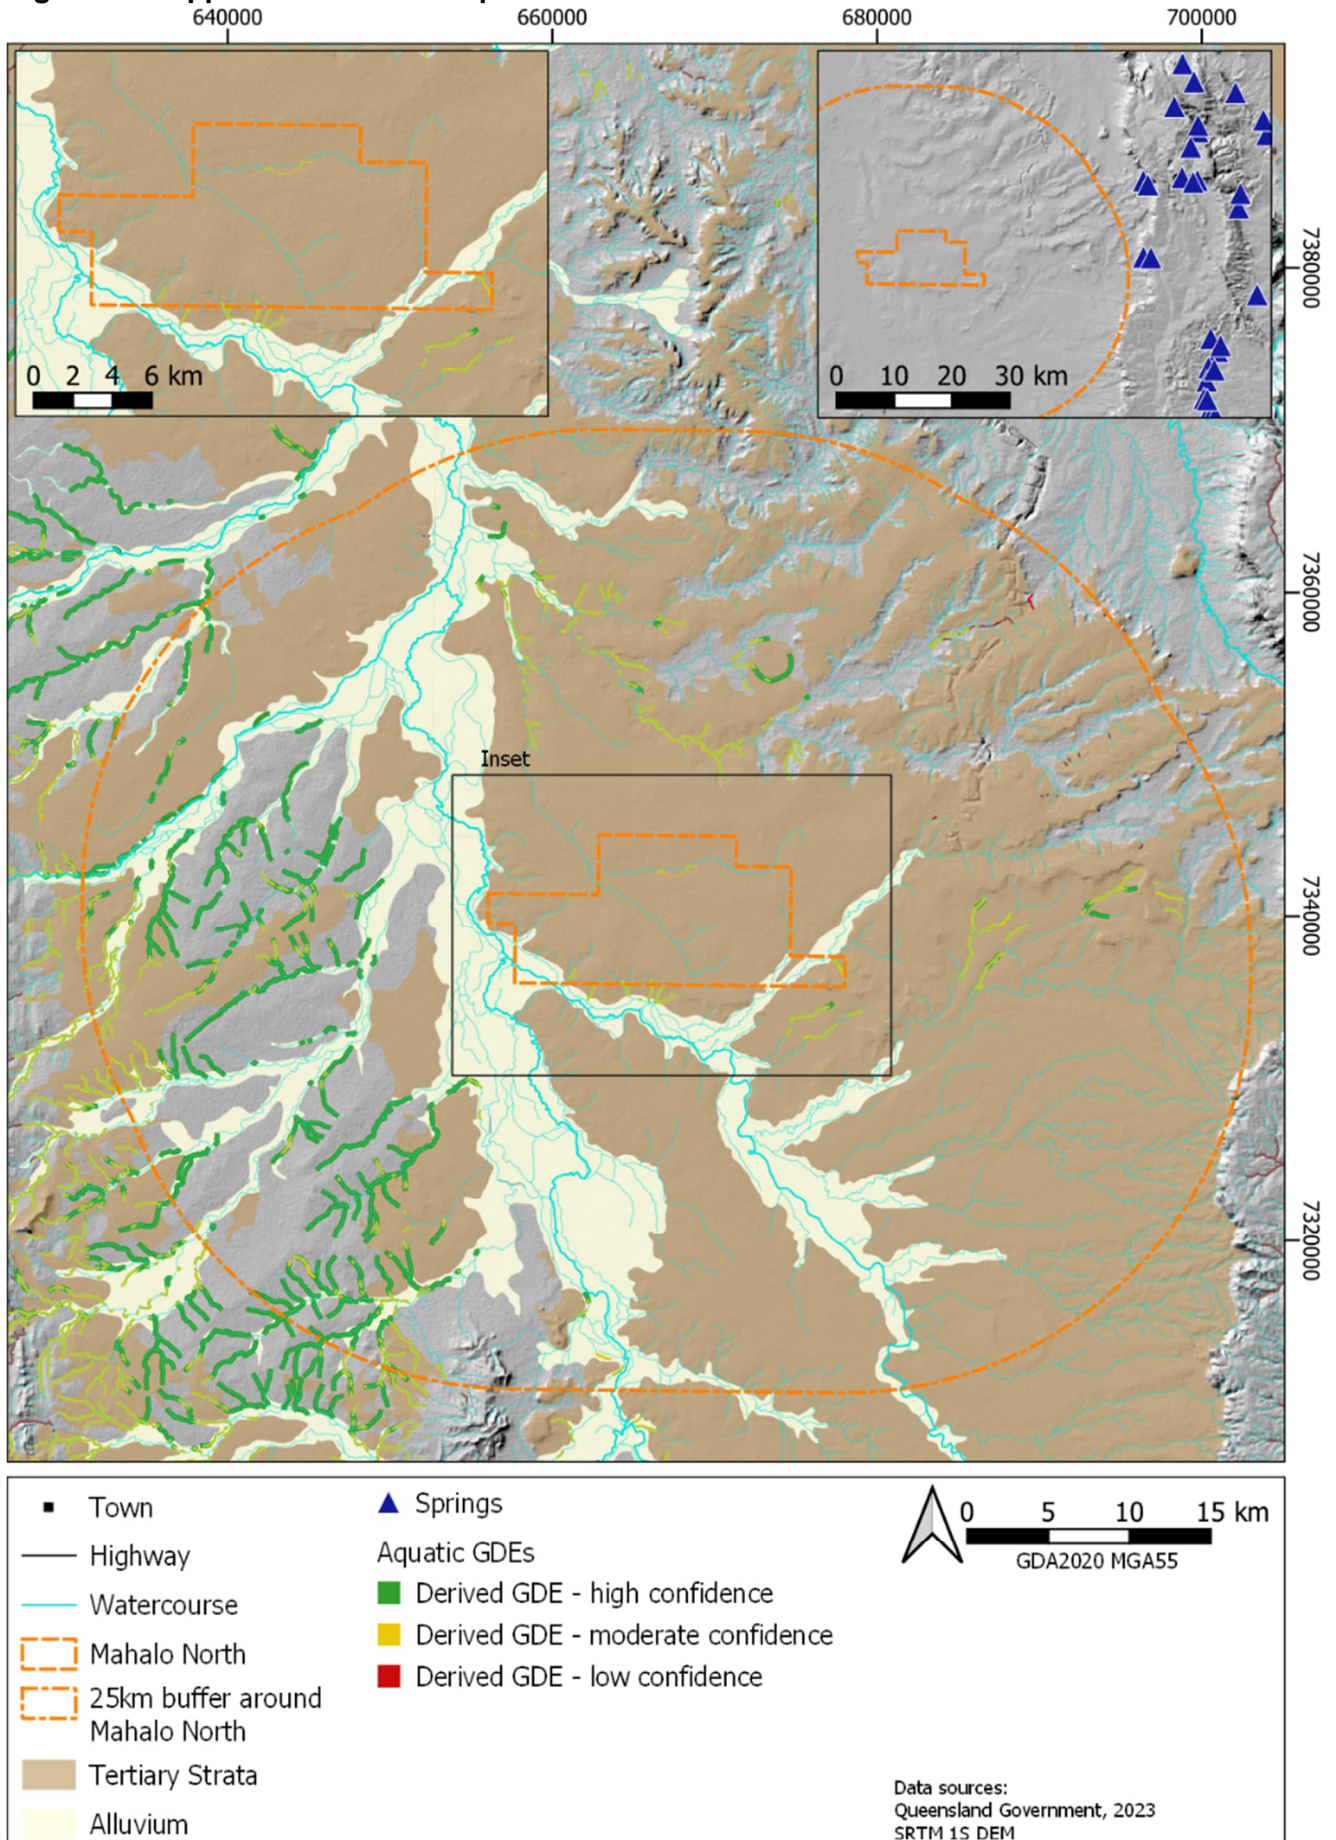 640000 660000 680000 700000
0 2 4 6 km
0 10 20 30 km
7380000
7360000
Inset
7340000
7320000
Town
Highway
Watercourse
Mahalo North
25km buffer around
Mahalo North
Tertiary Strata
Alluvium
Springs
Aquatic GDEs
Derived GDE - high confidence
Derived GDE - moderate confidence
Derived GDE - low confidence
0 5 10 15 km
GDA2020 MGA55
Data sources:
Queensland Government, 2023
SRTM 1S DEM